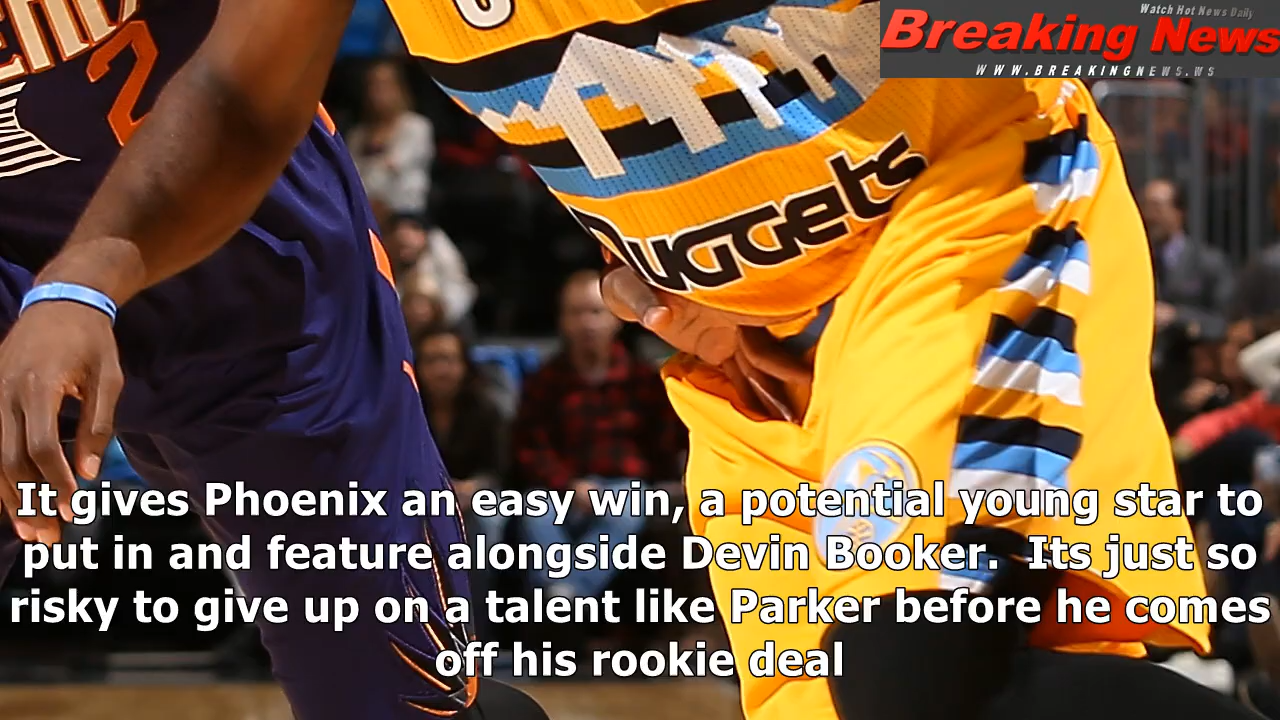 Watch Hot News Daily
Breaking News
WWW.BREAKINGNEWS.WS
2
Nuggets
It gives Phoenix an easy win, a potential young star to
put in and feature alongside Devin Booker.  Its just so
risky to give up on a talent like Parker before he comes
off his rookie deal